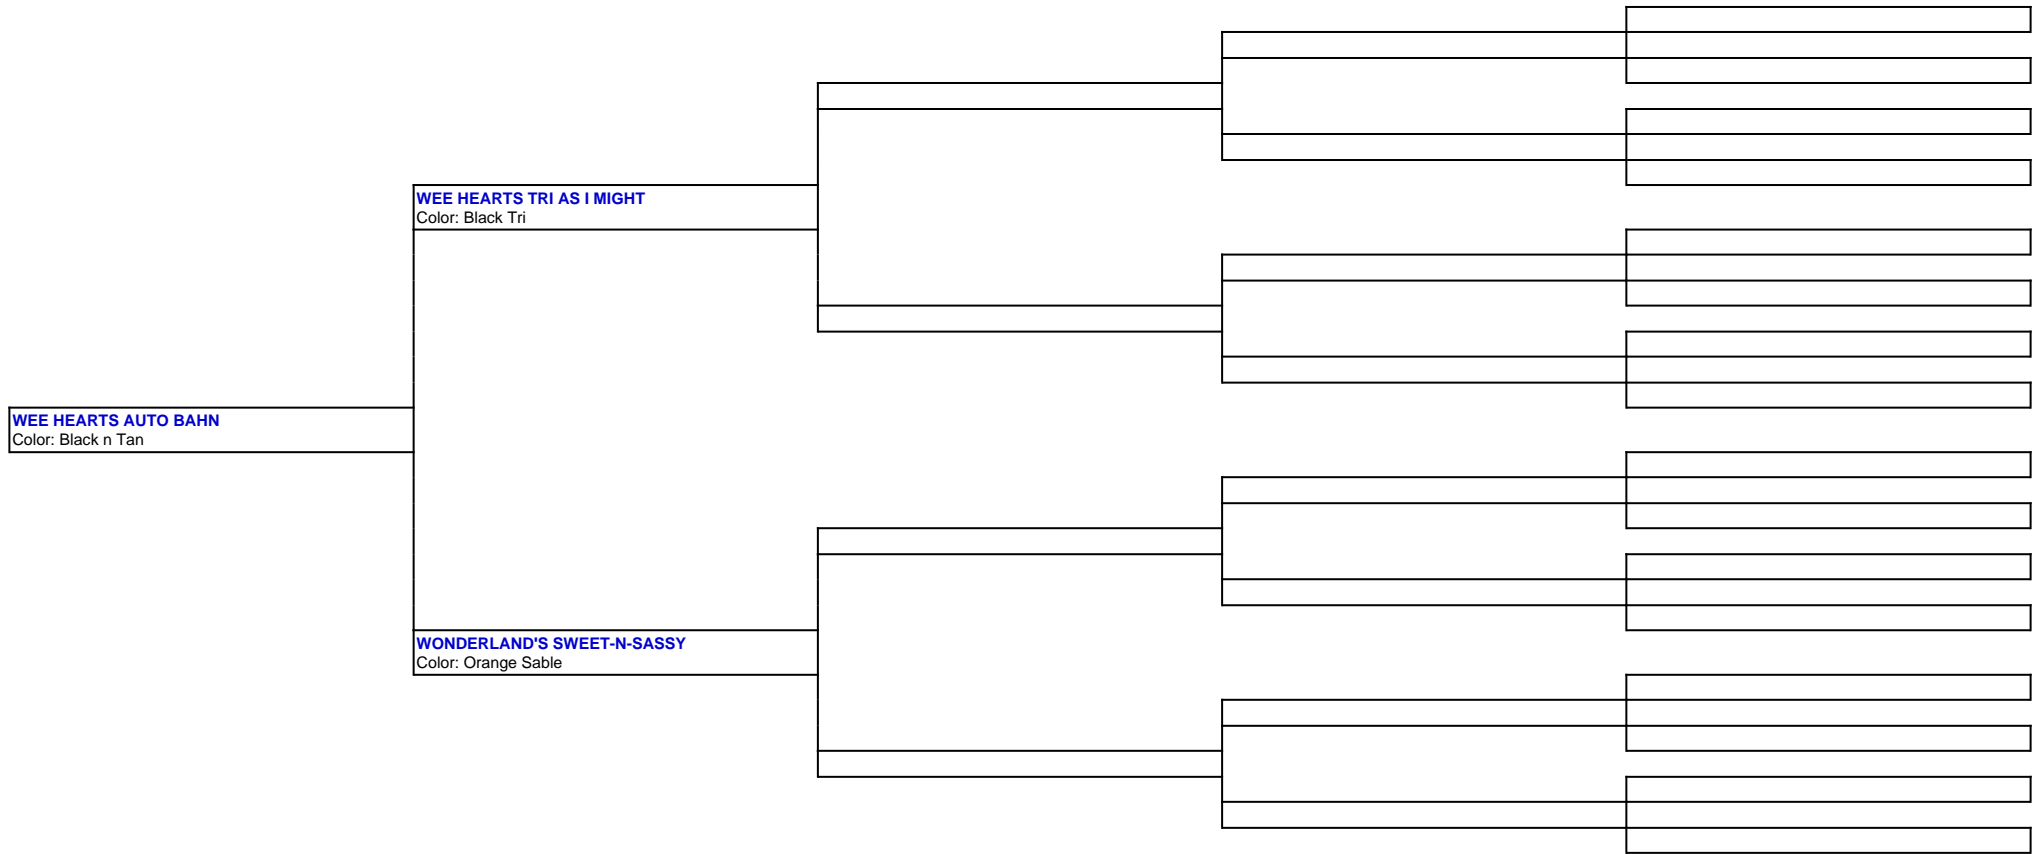 WEE HEARTS TRI AS I MIGHT
Color: Black Tri
WEE HEARTS AUTO BAHN
Color: Black n Tan
WONDERLAND'S SWEET-N-SASSY
Color: Orange Sable